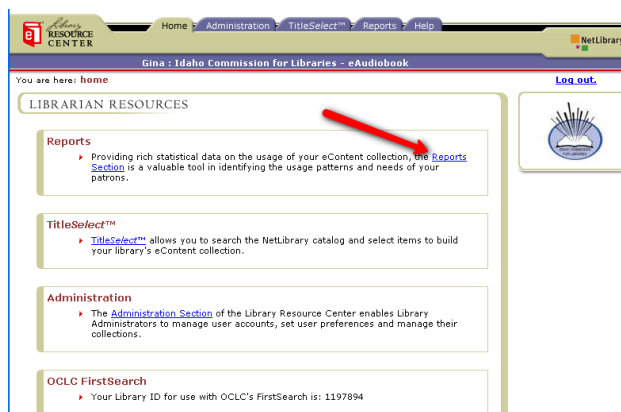 Library
RESOURCE
CENTER
Home Administration TitleSelect™ Reports Help
NetLibrary
Gina : Idaho Commission for Libraries - eAudiobook
You are here: home
Log out.
LIBRARIAN RESOURCES
Reports
Providing rich statistical data on the usage of your eContent collection, the Reports
Section is a valuable tool in identifying the usage patterns and needs of your
patrons.
TitleSelect™
TitleSelect™ allows you to search the NetLibrary catalog and select items to build
your library's eContent collection.
Administration
The Administration Section of the Library Resource Center enables Library
Administrators to manage user accounts, set user preferences and manage their
collections.
OCLC FirstSearch
Your Library ID for use with OCLC's FirstSearch is: 1197894